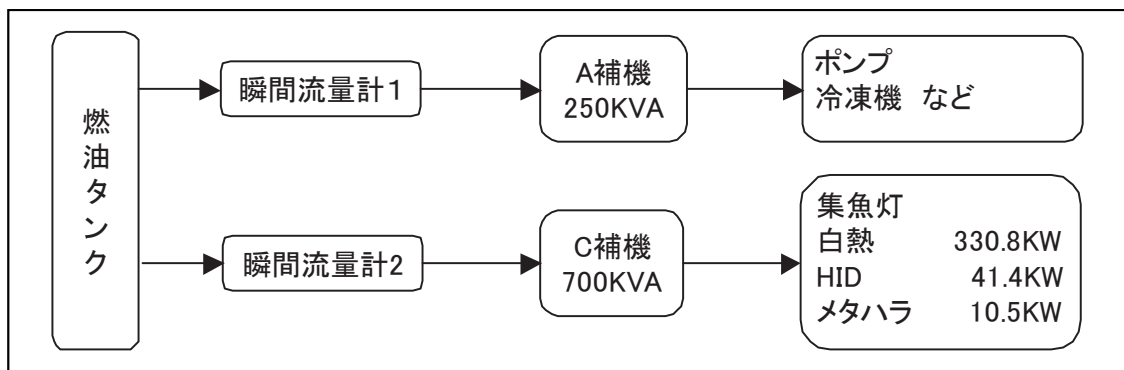 燃油タンク
瞬間流量計1
A補機
250KVA
ポンプ
冷凍機 など
瞬間流量計2
C補機
700KVA
集魚灯
白熱 330.8KW
HID 41.4KW
メタハラ 10.5KW